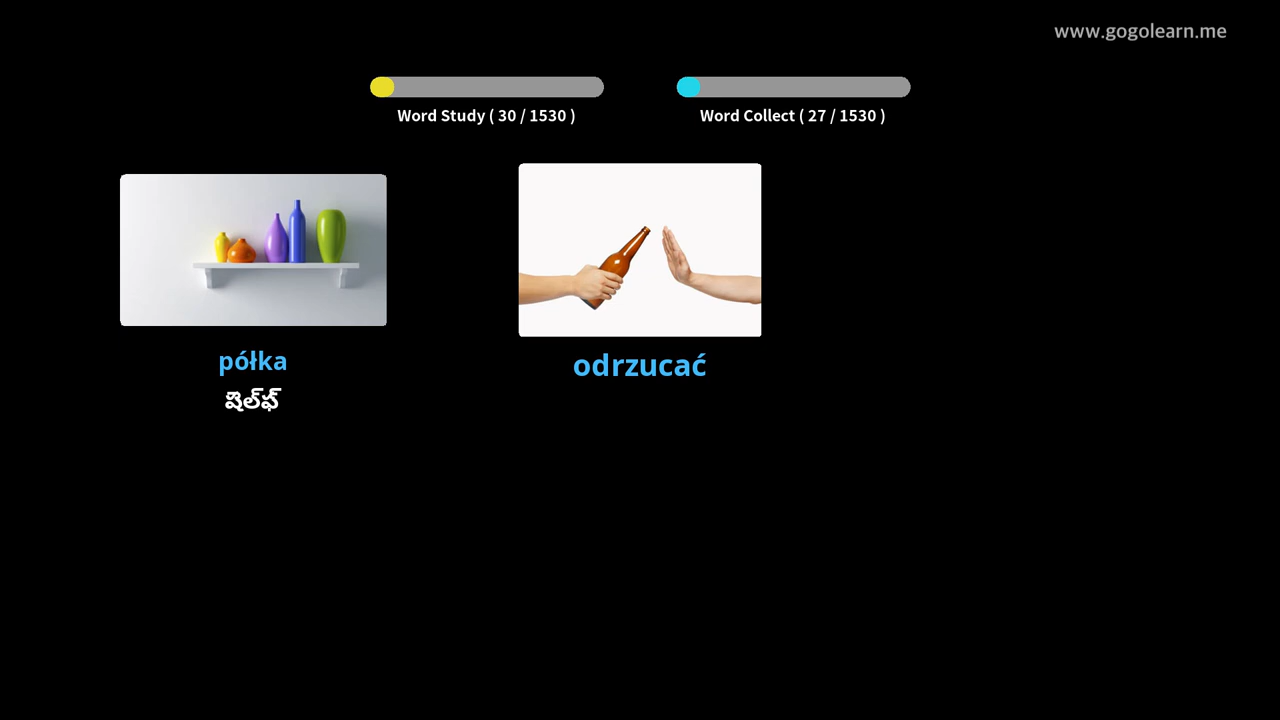 www.gogolearn.me
Word Study ( 30 / 1530 )
Word Collect ( 27 / 1530 )
półka
షెల్ఫ్
odrzucać